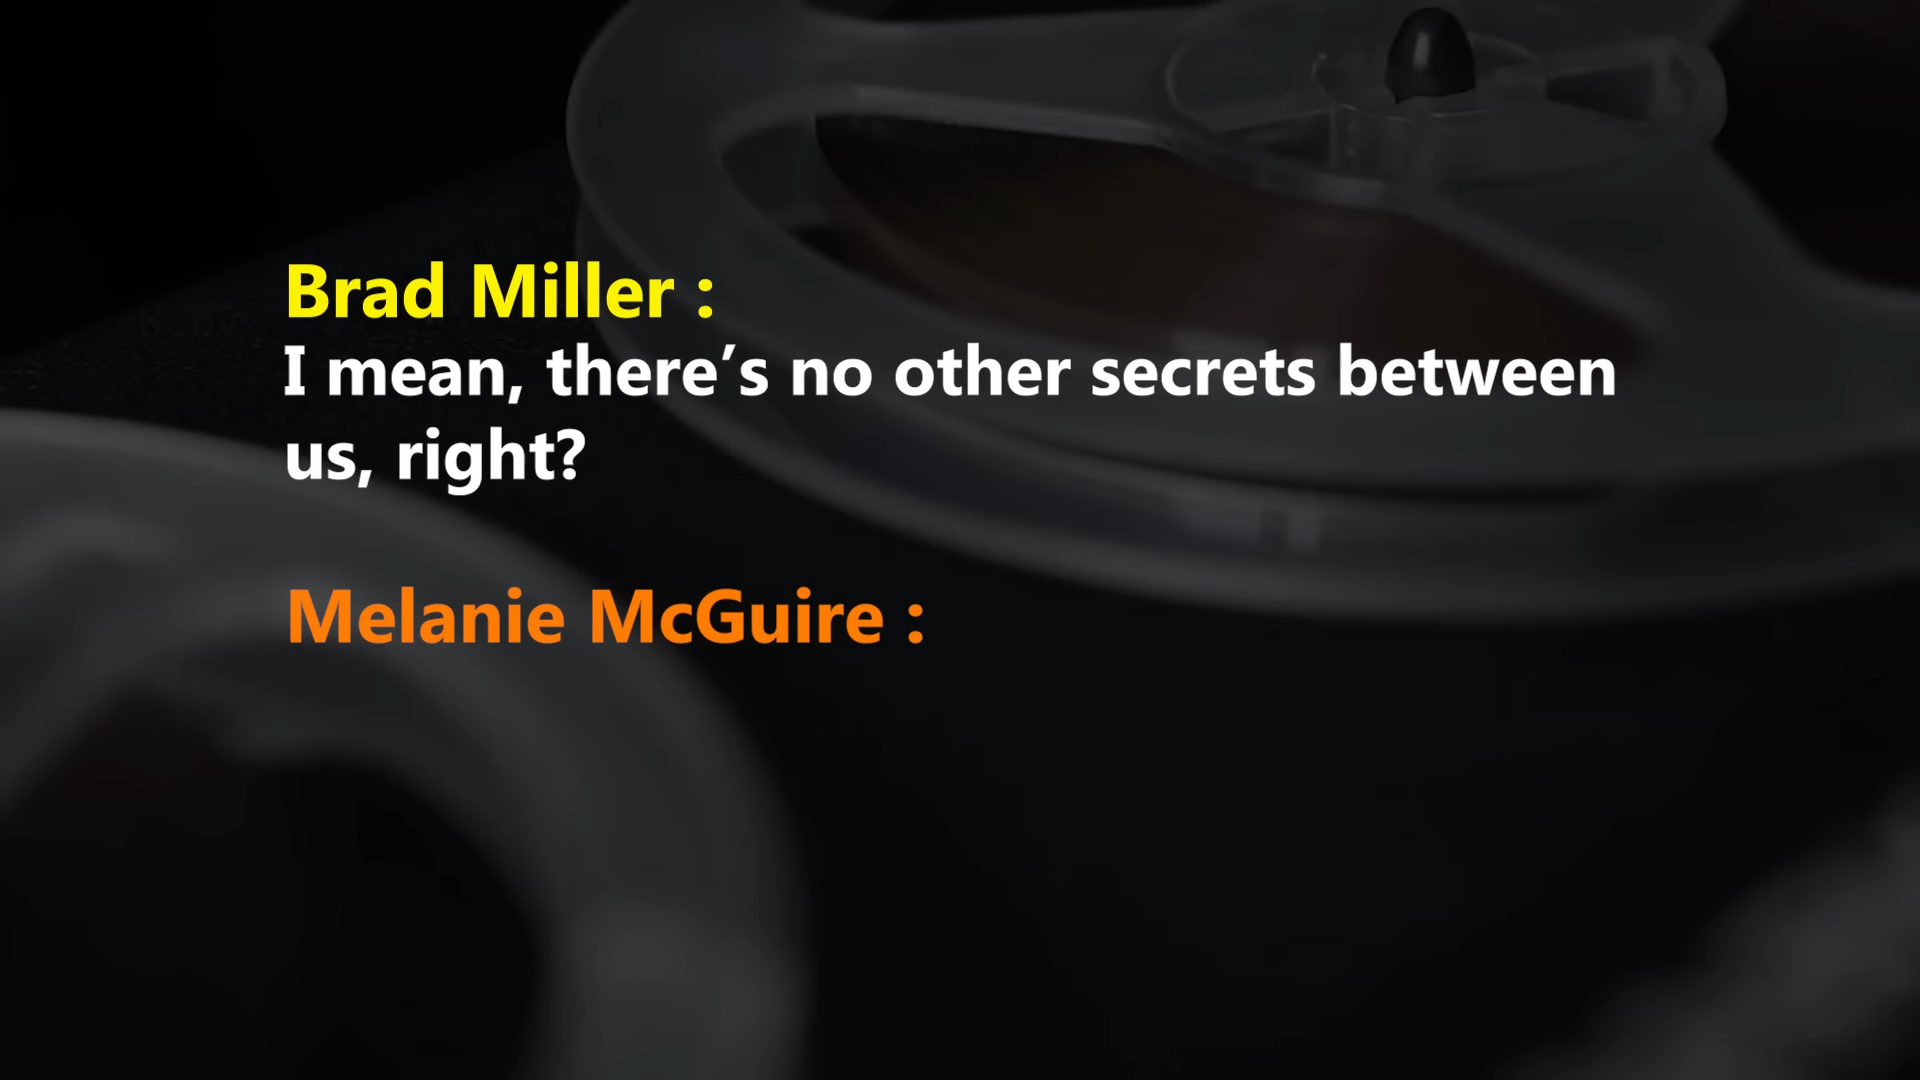 Brad Miller :
I mean, there’s no other secrets between
us, right?
Melanie McGuire :